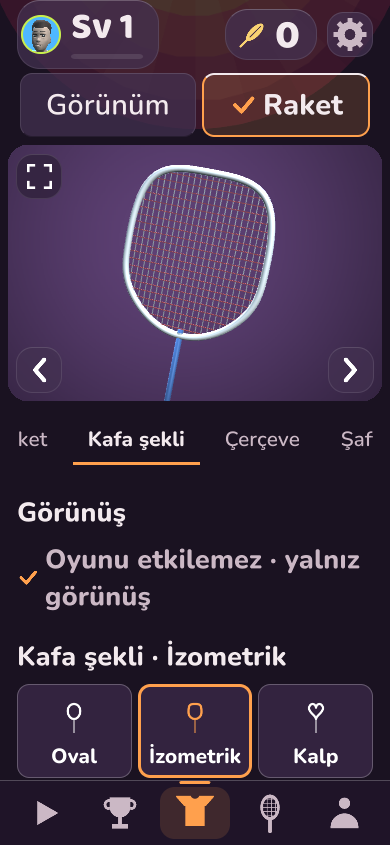 Sv 1
0
Görünüm
Raket
ket
Kafa şekli
Çerçeve
Şaf
Görünüş
Oyunu etkilemez · yalnız
görünüş
Kafa şekli · İzometrik
Oval
İzometrik
Kalp